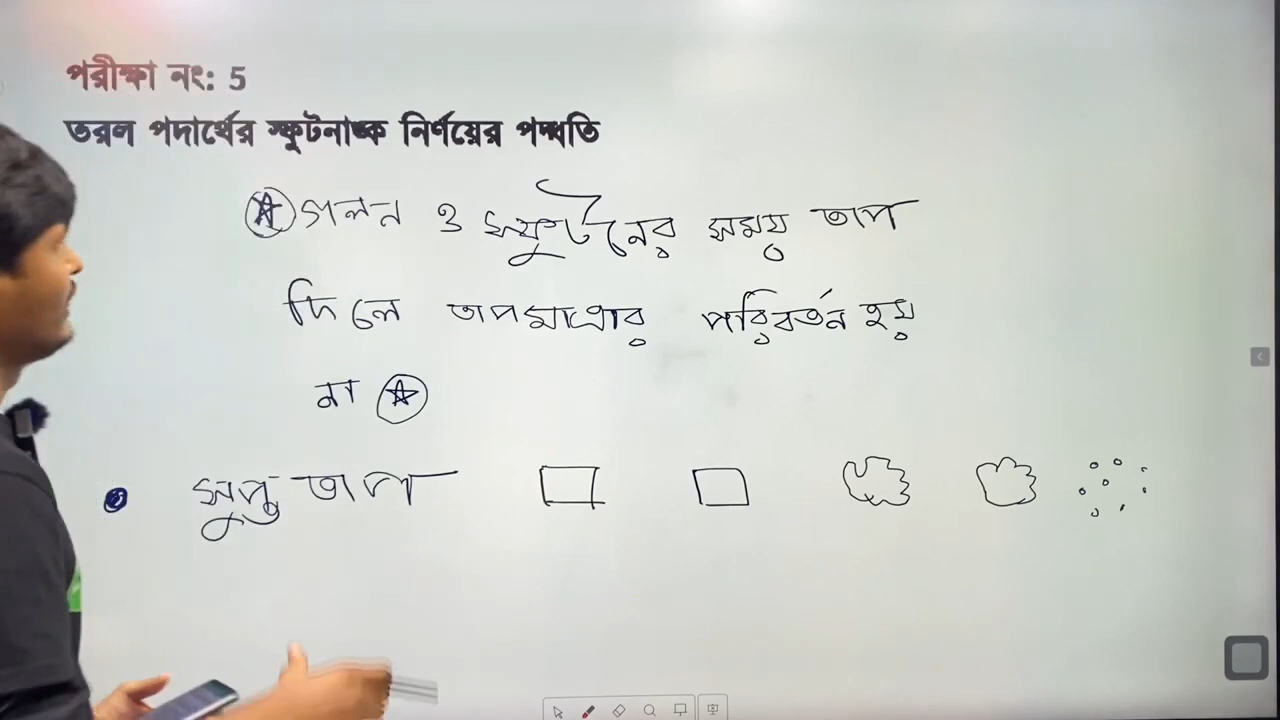 পরীক্ষা নং: 5
তরল পদার্থের স্ফুটনাঙ্ক নির্ণয়ের পদ্ধতি
গলন ও স্ফুটনের সময় তাপ
দিলে তাপমাত্রার পরিবর্তন হয়
না
সুপ্ত তাপ